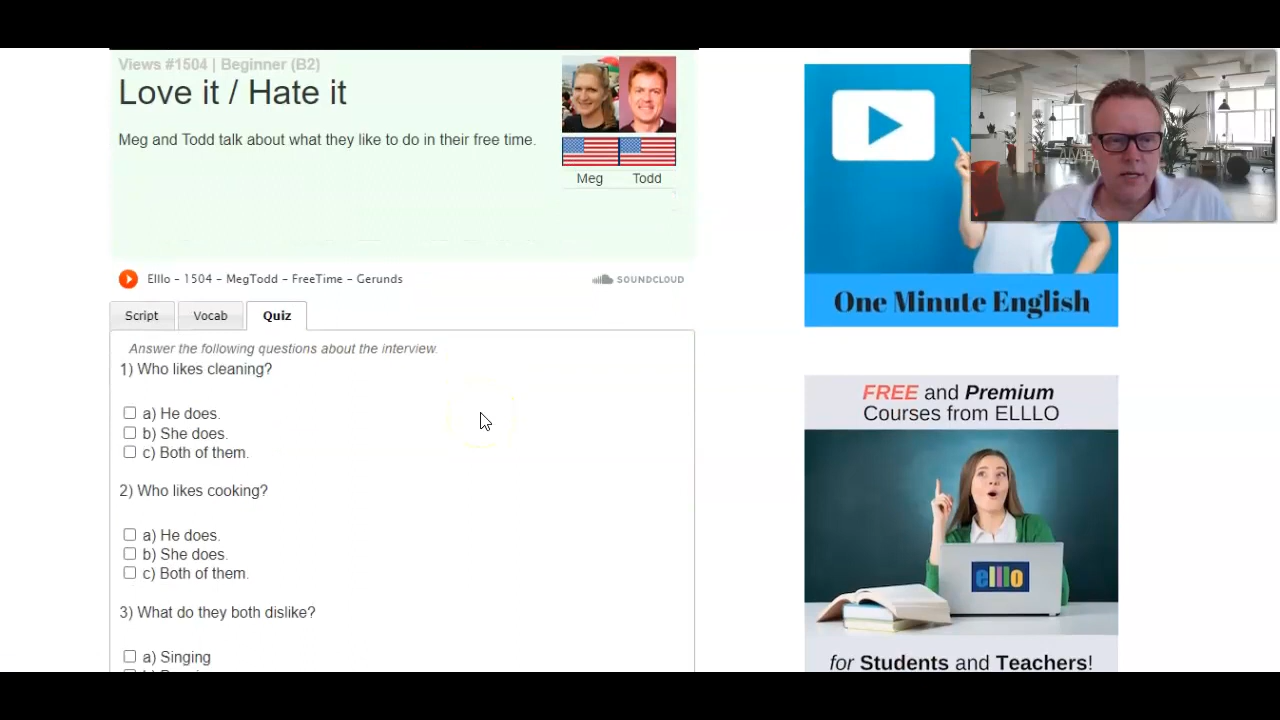 Views #1504 | Beginner (B2)
Love it / Hate it
Meg and Todd talk about what they like to do in their free time.
Meg Todd
Elllo - 1504 - MegTodd - FreeTime - Gerunds
SOUNDCLOUD
Script Vocab Quiz
Answer the following questions about the interview.
1) Who likes cleaning?
a) He does.
b) She does.
c) Both of them.
2) Who likes cooking?
a) He does.
b) She does.
c) Both of them.
3) What do they both dislike?
a) Singing
One Minute English
FREE and Premium
Courses from ELLLO
elllo
for Students and Teachers!